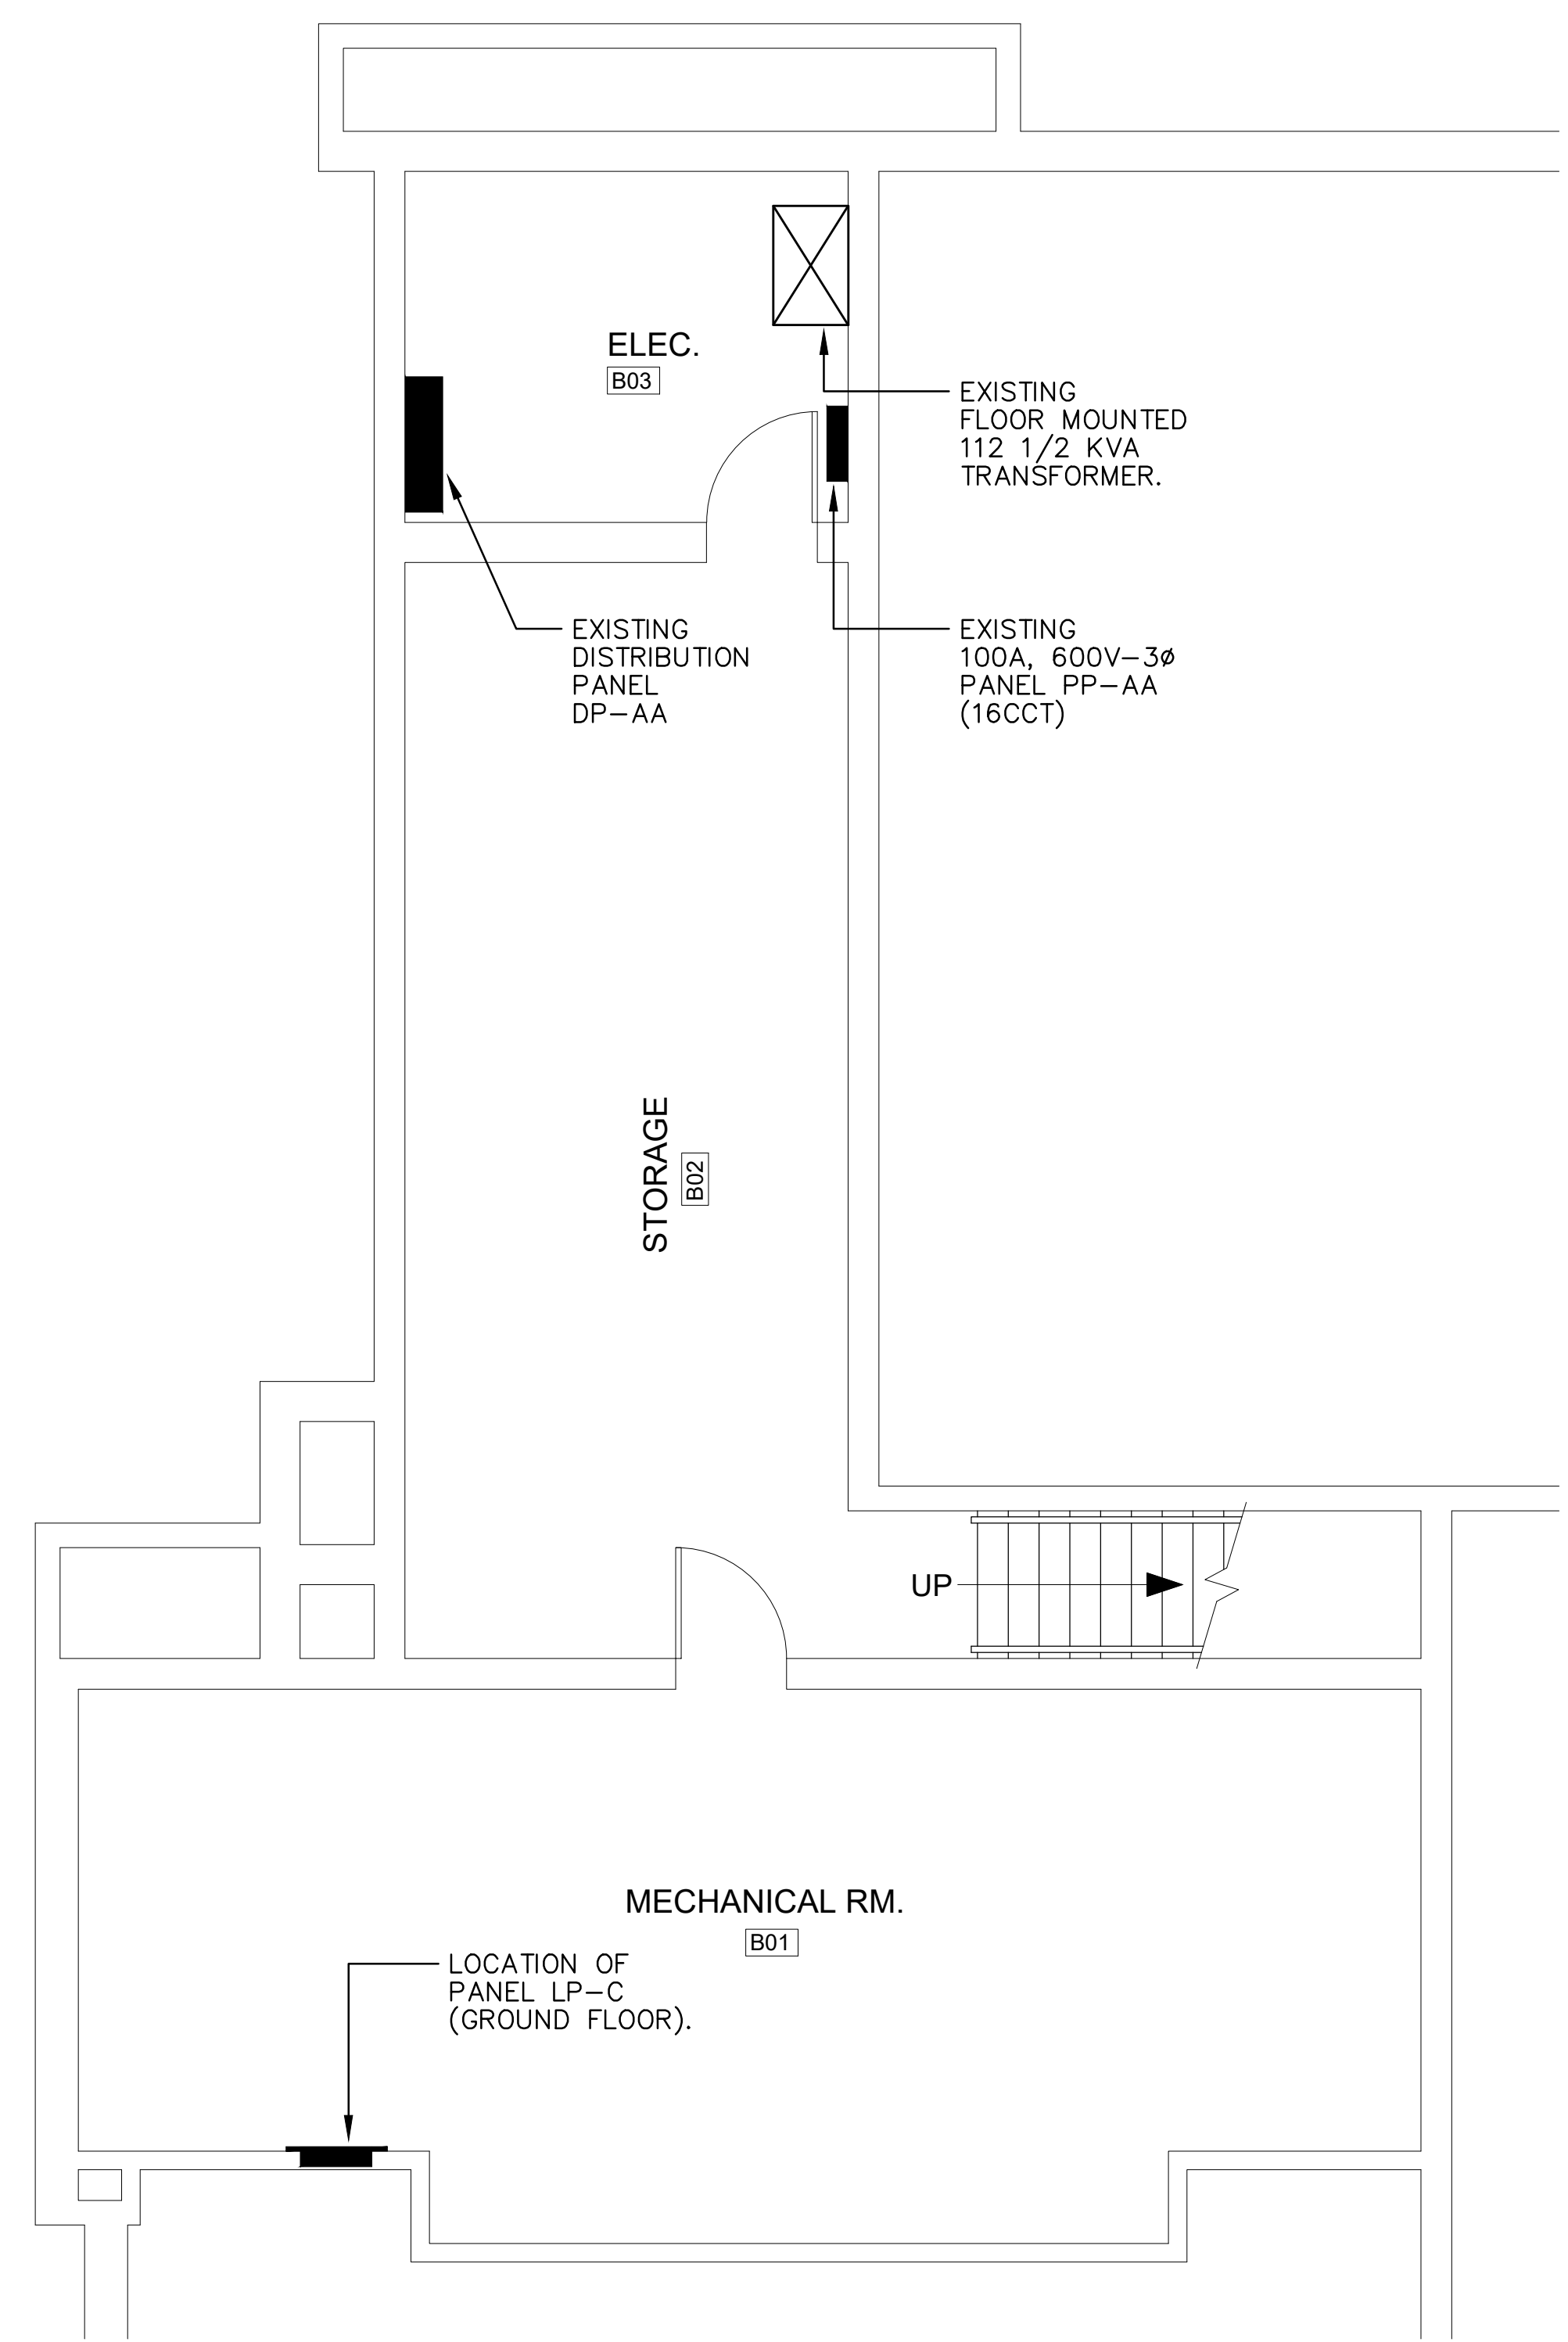 ELEC.
B03
EXISTING
FLOOR MOUNTED
112 1/2 KVA
TRANSFORMER.
EXISTING
DISTRIBUTION
PANEL
DP-AA
EXISTING
100A, 600V-3ø
PANEL PP-AA
(16CCT)
STORAGE
B02
UP
MECHANICAL RM.
B01
LOCATION OF
PANEL LP-C
(GROUND FLOOR).